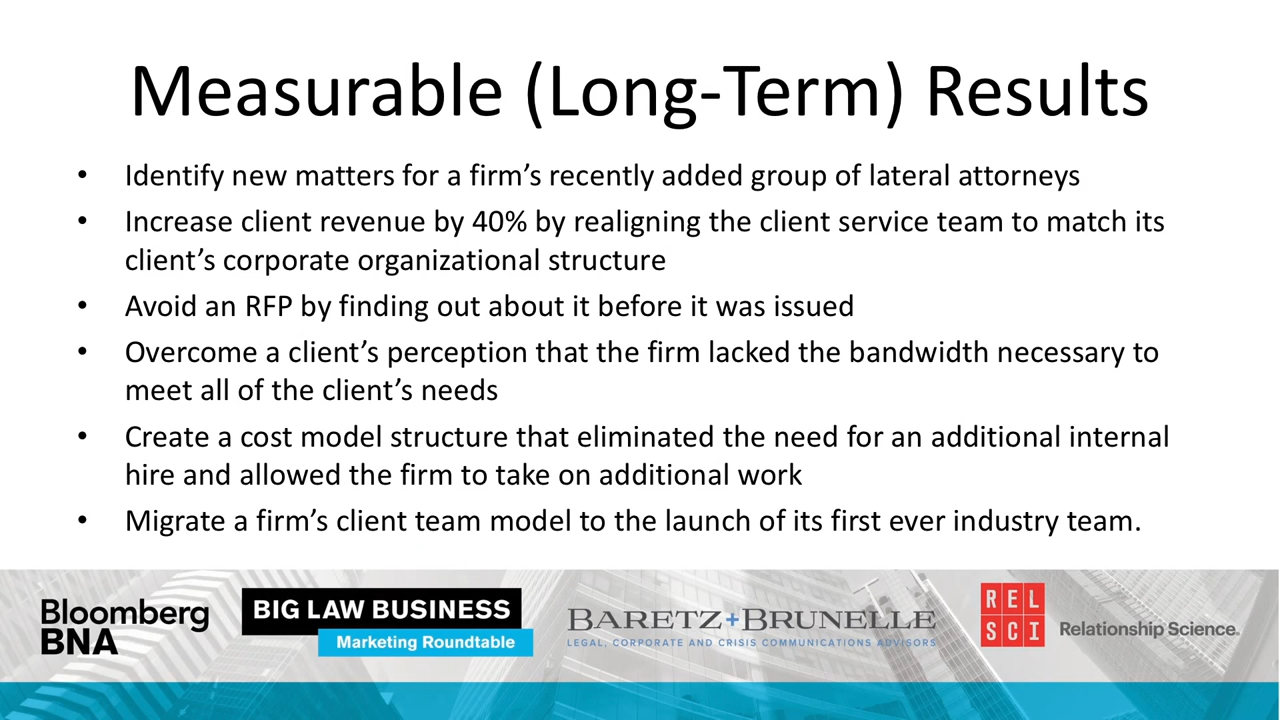 Measurable (Long-Term) Results
• Identify new matters for a firm’s recently added group of lateral attorneys
• Increase client revenue by 40% by realigning the client service team to match its
client’s corporate organizational structure
• Avoid an RFP by finding out about it before it was issued
• Overcome a client’s perception that the firm lacked the bandwidth necessary to
meet all of the client’s needs
• Create a cost model structure that eliminated the need for an additional internal
hire and allowed the firm to take on additional work
• Migrate a firm’s client team model to the launch of its first ever industry team.
Bloomberg
BNA
BIG LAW BUSINESS
Marketing Roundtable
BARETZ+BRUNELLE
LEGAL, CORPORATE AND CRISIS COMMUNICATIONS ADVISORS
REL
SCI
Relationship Science.